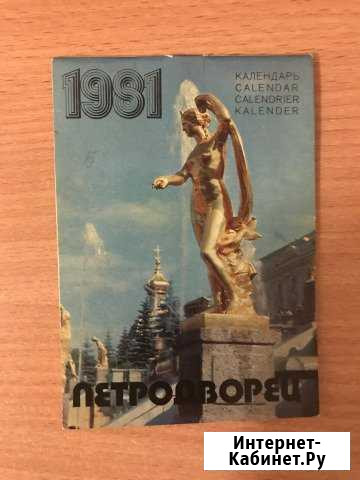 1981
КАЛЕНДАРЬ
CALENDAR
CALENDRIER
KALENDER
ПЕТРОДВОРЕЦ
Интернет-
Кабинет.Ру